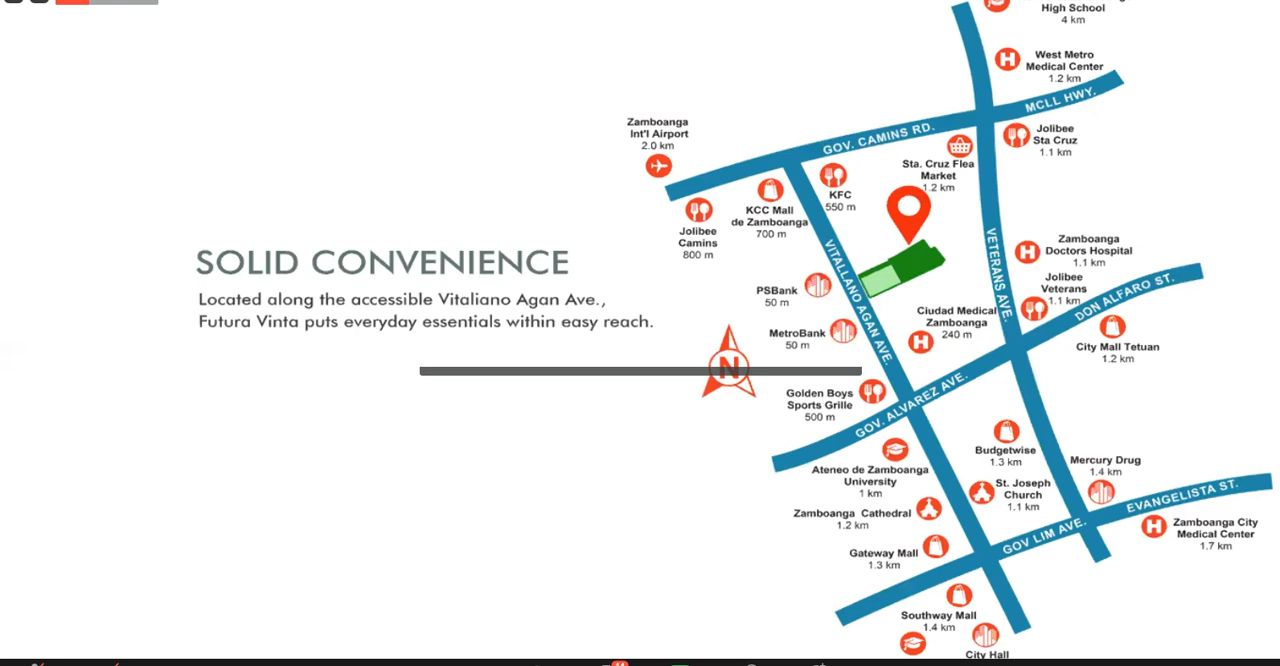 High School
4 km
West Metro
Medical Center
1.2 km
MCLL HWY.
GOV. CAMINS RD.
Zamboanga
Int'l Airport
2.0 km
Jolibee
Sta Cruz
1.1 km
Sta. Cruz Flea
Market
1.2 km
KFC
550 m
KCC Mall
de Zamboanga
700 m
Jolibee
Camins
800 m
VITALLANO AGAN AVE.
VETERANS AVE.
Zamboanga
Doctors Hospital
1.1 km
SOLID CONVENIENCE
Located along the accessible Vitaliano Agan Ave.,
Futura Vinta puts everyday essentials within easy reach.
Jolibee
Veterans
1.1 km
DON ALFARO ST.
PSBank
50 m
Ciudad Medical
Zamboanga
240 m
MetroBank
50 m
City Mall Tetuan
1.2 km
N
Golden Boys
Sports Grille
500 m
GOV. ALVAREZ AVE.
Budgetwise
1.3 km
Mercury Drug
1.4 km
Ateneo de Zamboanga
University
1 km
St. Joseph
Church
1.1 km
EVANGELISTA ST.
Zamboanga Cathedral
1.2 km
GOV LIM AVE.
Zamboanga City
Medical Center
1.7 km
Gateway Mall
1.3 km
Southway Mall
1.4 km
City Hall